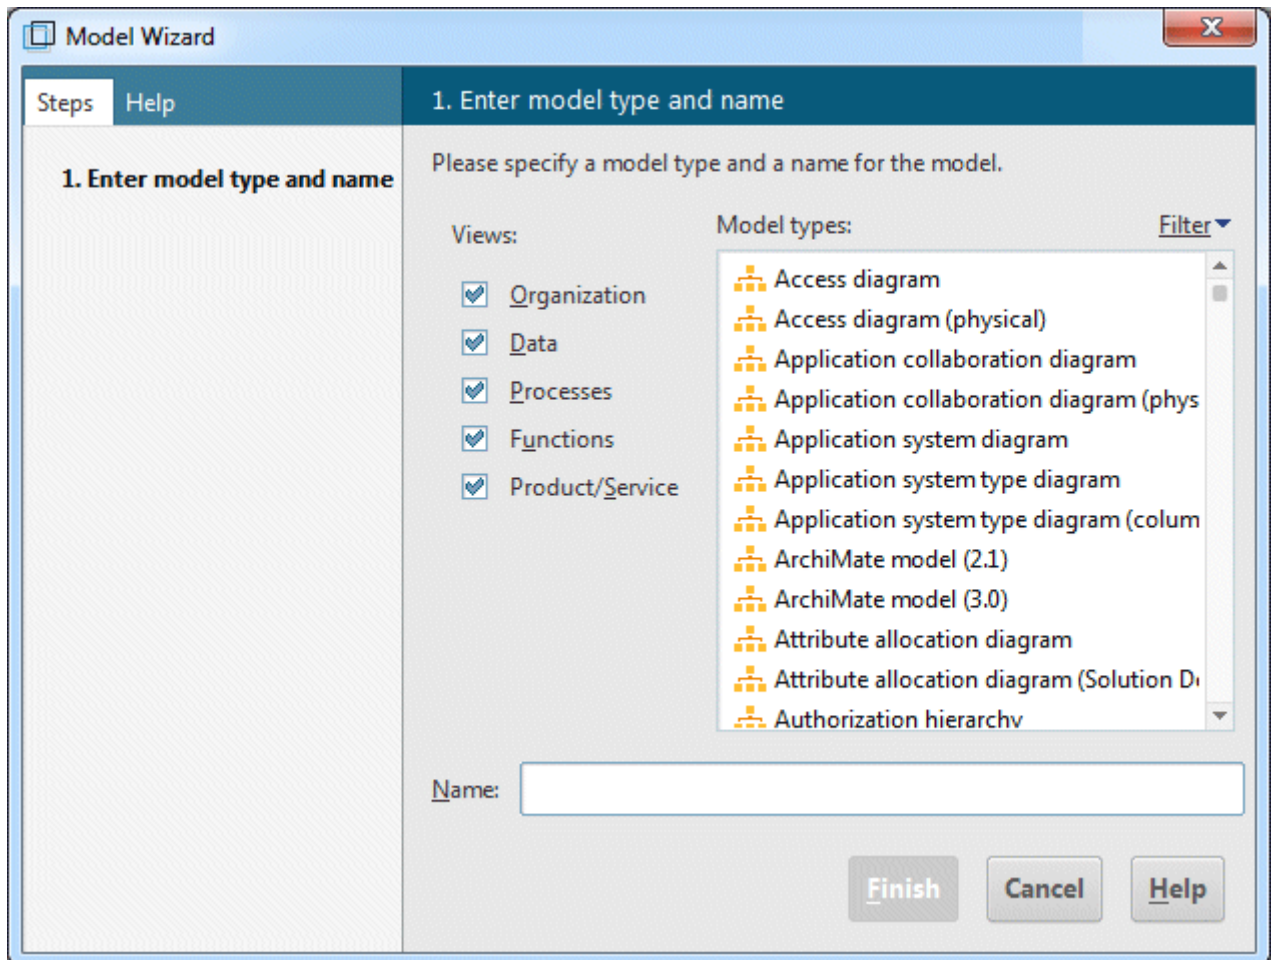 Model Wizard
Steps
Help
1. Enter model type and name
1. Enter model type and name
Please specify a model type and a name for the model.
Views:
Organization
Data
Processes
Functions
Product/Service
Model types:
Filter
Access diagram
Access diagram (physical)
Application collaboration diagram
Application collaboration diagram (phys
Application system diagram
Application system type diagram
Application system type diagram (colum
ArchiMate model (2.1)
ArchiMate model (3.0)
Attribute allocation diagram
Attribute allocation diagram (Solution D
Authorization hierarchy
Name:
Finish
Cancel
Help